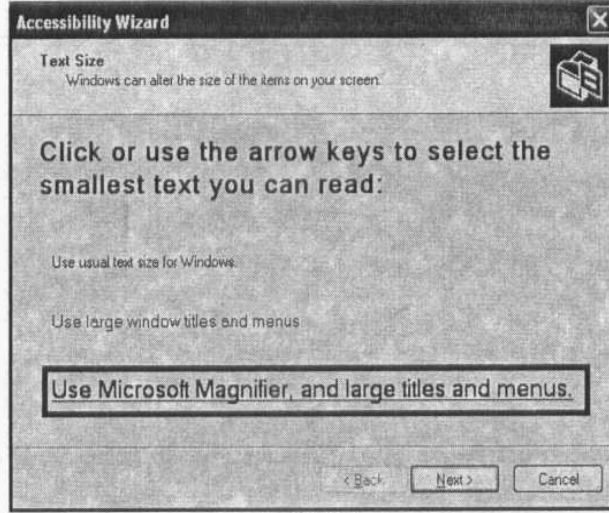 Accessibility Wizard
Text Size
Windows can alter the size of the items on your screen.
Click or use the arrow keys to select the
smallest text you can read:
Use usual text size for Windows.
Use large window titles and menus
Use Microsoft Magnifier, and large titles and menus.
< Back
Next >
Cancel